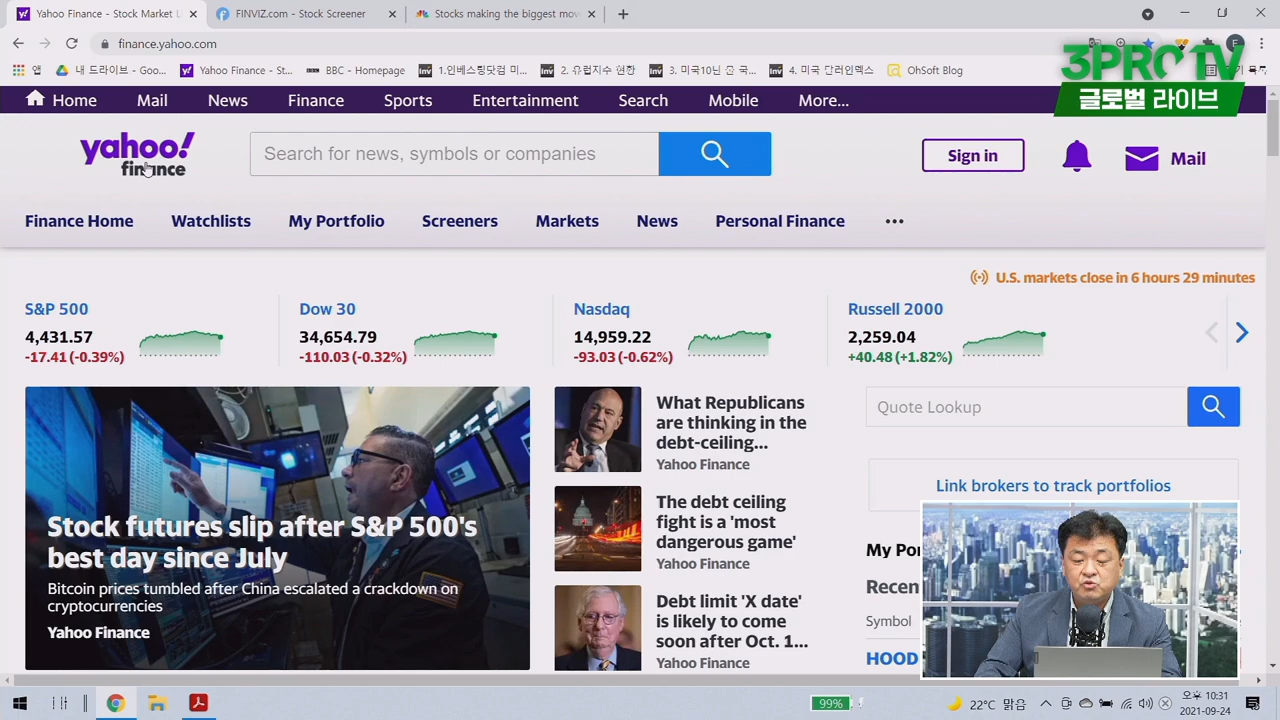 Yahoo Finance - Stock Market L
FINVIZ.com - Stock Screener
Stocks making the biggest mov
finance.yahoo.com
앱
내 드라이브 - Goo...
Yahoo Finance - St...
BBC - Homepage
1.인베스팅닷컴 미...
2. 유럽지수 현황
3. 미국10년 존 국...
4. 미국 달러인덱스
OhSoft Blog
3PROTV
글로벌 라이브
Home
Mail
News
Finance
Sports
Entertainment
Search
Mobile
More...
yahoo!
finance
Search for news, symbols or companies
Sign in
Mail
Finance Home
Watchlists
My Portfolio
Screeners
Markets
News
Personal Finance
U.S. markets close in 6 hours 29 minutes
S&P 500
4,431.57
-17.41 (-0.39%)
Dow 30
34,654.79
-110.03 (-0.32%)
Nasdaq
14,959.22
-93.03 (-0.62%)
Russell 2000
2,259.04
+40.48 (+1.82%)
Stock futures slip after S&P 500's
best day since July
Bitcoin prices tumbled after China escalated a crackdown on
cryptocurrencies
Yahoo Finance
What Republicans
are thinking in the
debt-ceiling...
Yahoo Finance
The debt ceiling
fight is a 'most
dangerous game'
Yahoo Finance
Debt limit 'X date'
is likely to come
soon after Oct. 1...
Yahoo Finance
Quote Lookup
Link brokers to track portfolios
My Por
Recen
Symbol
HOOD
99%
22°C 맑음
오후 10:31
2021-09-24